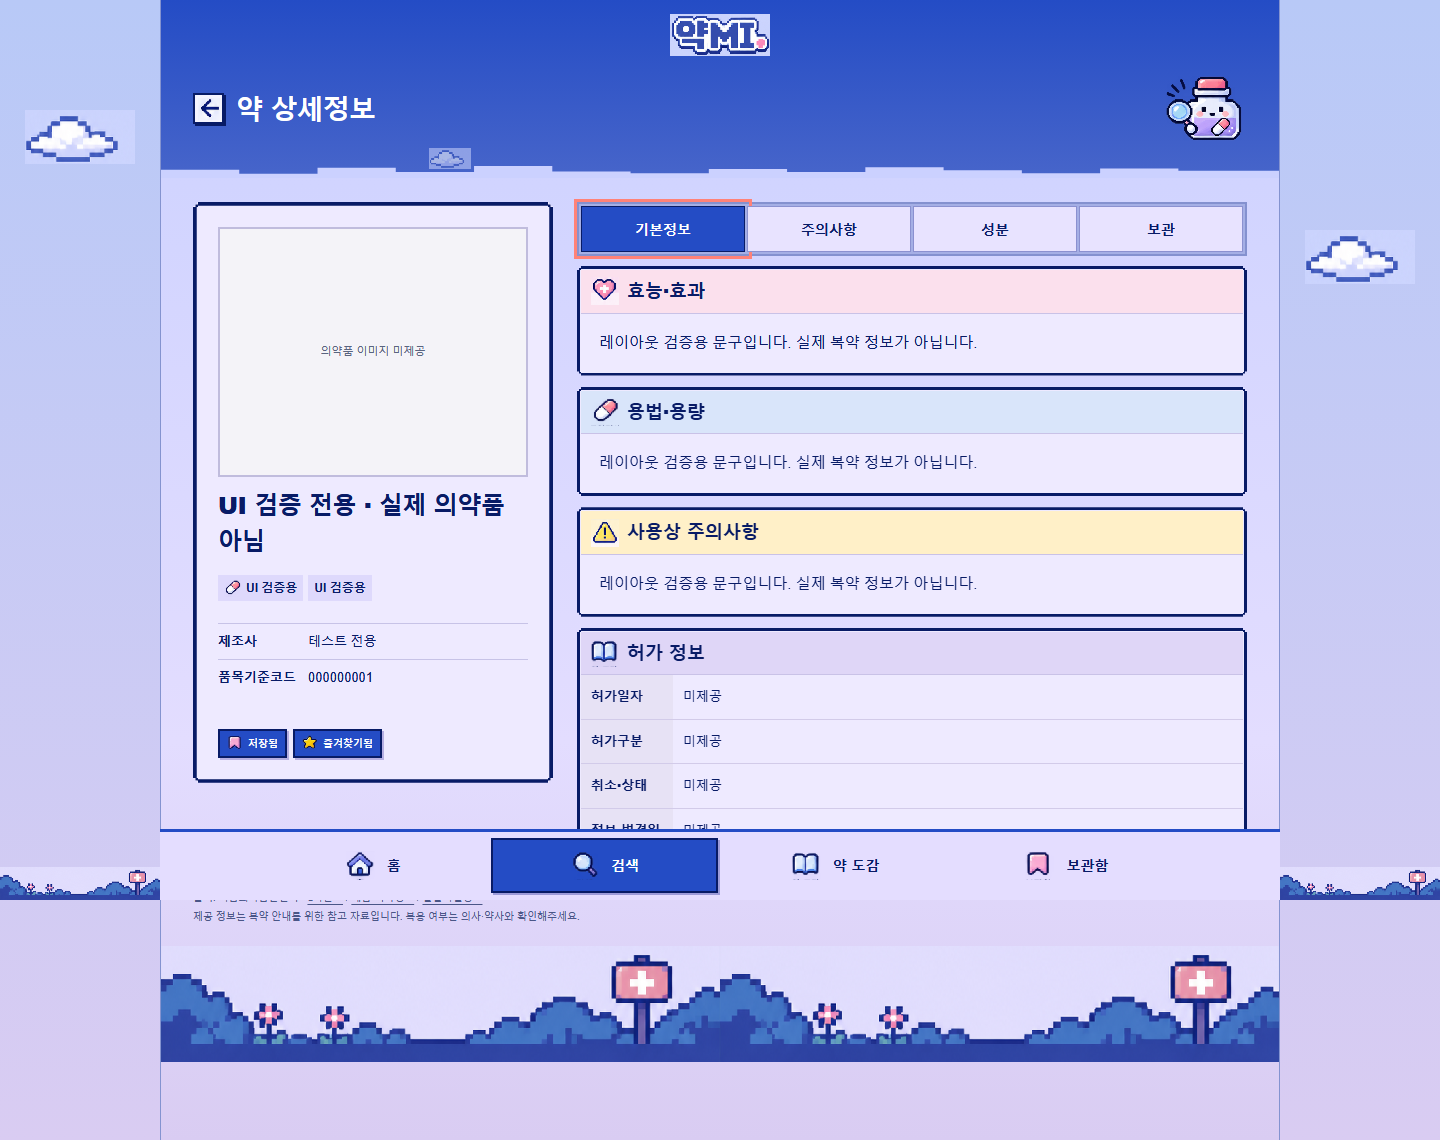 약MI.
약 상세정보
의약품 이미지 미제공
UI 검증 전용 · 실제 의약품
아님
UI 검증용 UI 검증용
제조사 테스트 전용
품목기준코드 000000001
저장됨 즐겨찾기됨
기본정보 주의사항 성분 보관
효능·효과
레이아웃 검증용 문구입니다. 실제 복약 정보가 아닙니다.
용법·용량
레이아웃 검증용 문구입니다. 실제 복약 정보가 아닙니다.
사용상 주의사항
레이아웃 검증용 문구입니다. 실제 복약 정보가 아닙니다.
허가 정보
허가일자 미제공
허가구분 미제공
취소·상태 미제공
홈 검색 약 도감 보관함
제공 정보는 복약 안내를 위한 참고 자료입니다. 복용 여부는 의사·약사와 확인해주세요.